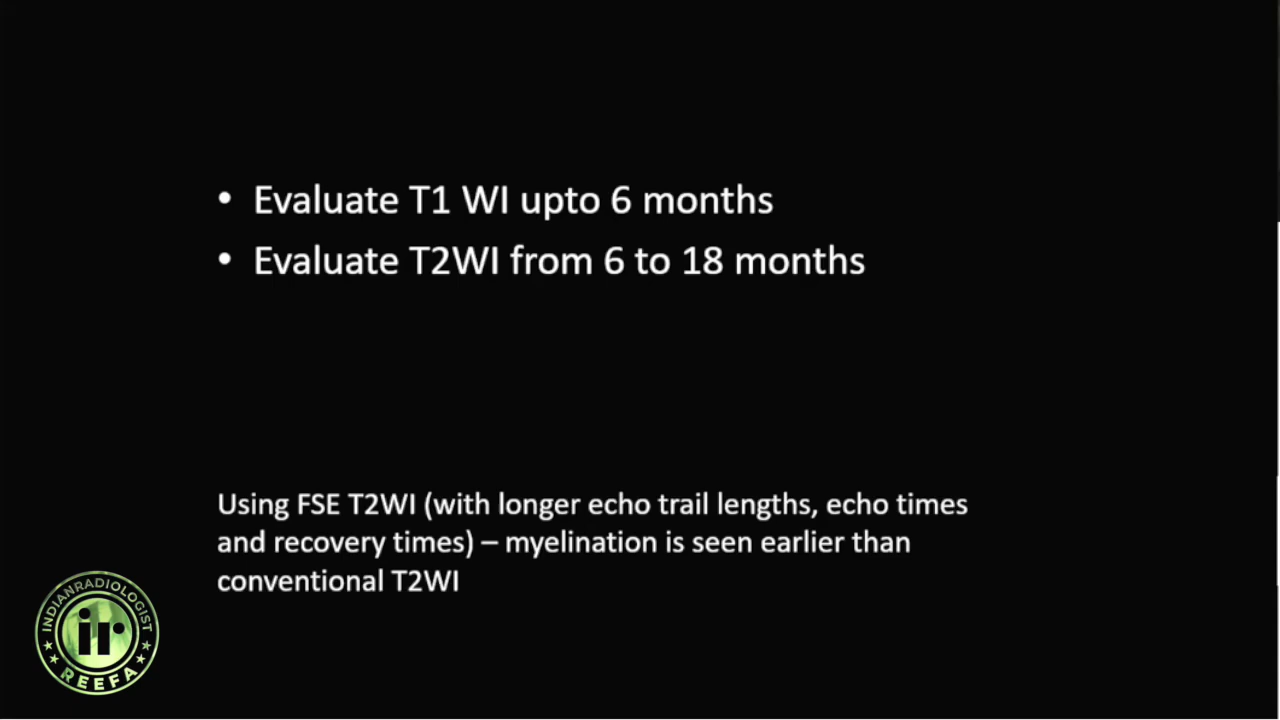 • Evaluate T1 WI upto 6 months
• Evaluate T2WI from 6 to 18 months
Using FSE T2WI (with longer echo trail lengths, echo times
and recovery times) – myelination is seen earlier than
conventional T2WI
INDIANRADIOLOGIST
ir
REEFA